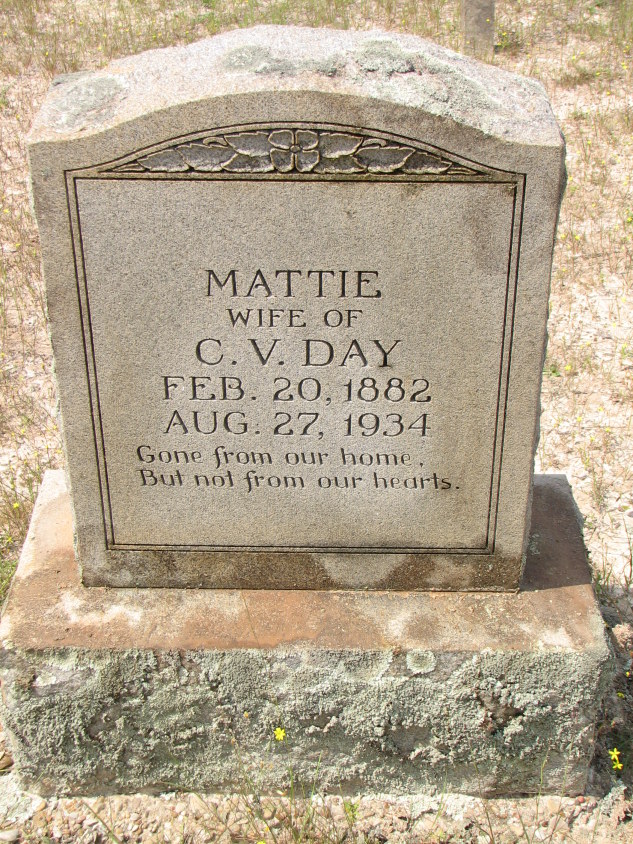 MATTIE
WIFE OF
C. V. DAY
FEB. 20, 1882
AUG. 27, 1934
Gone from our home,
But not from our hearts.